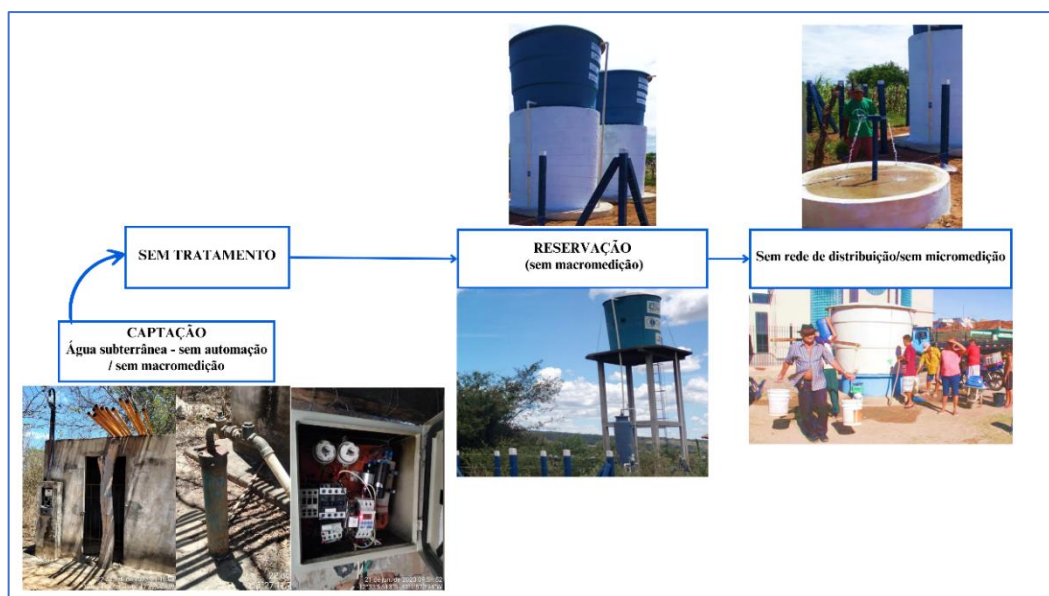 SEM TRATAMENTO
RESERVAÇÃO
(sem macromedição)
Sem rede de distribuição/sem micromedição
CAPTAÇÃO
Água subterrânea - sem automação
/ sem macromedição